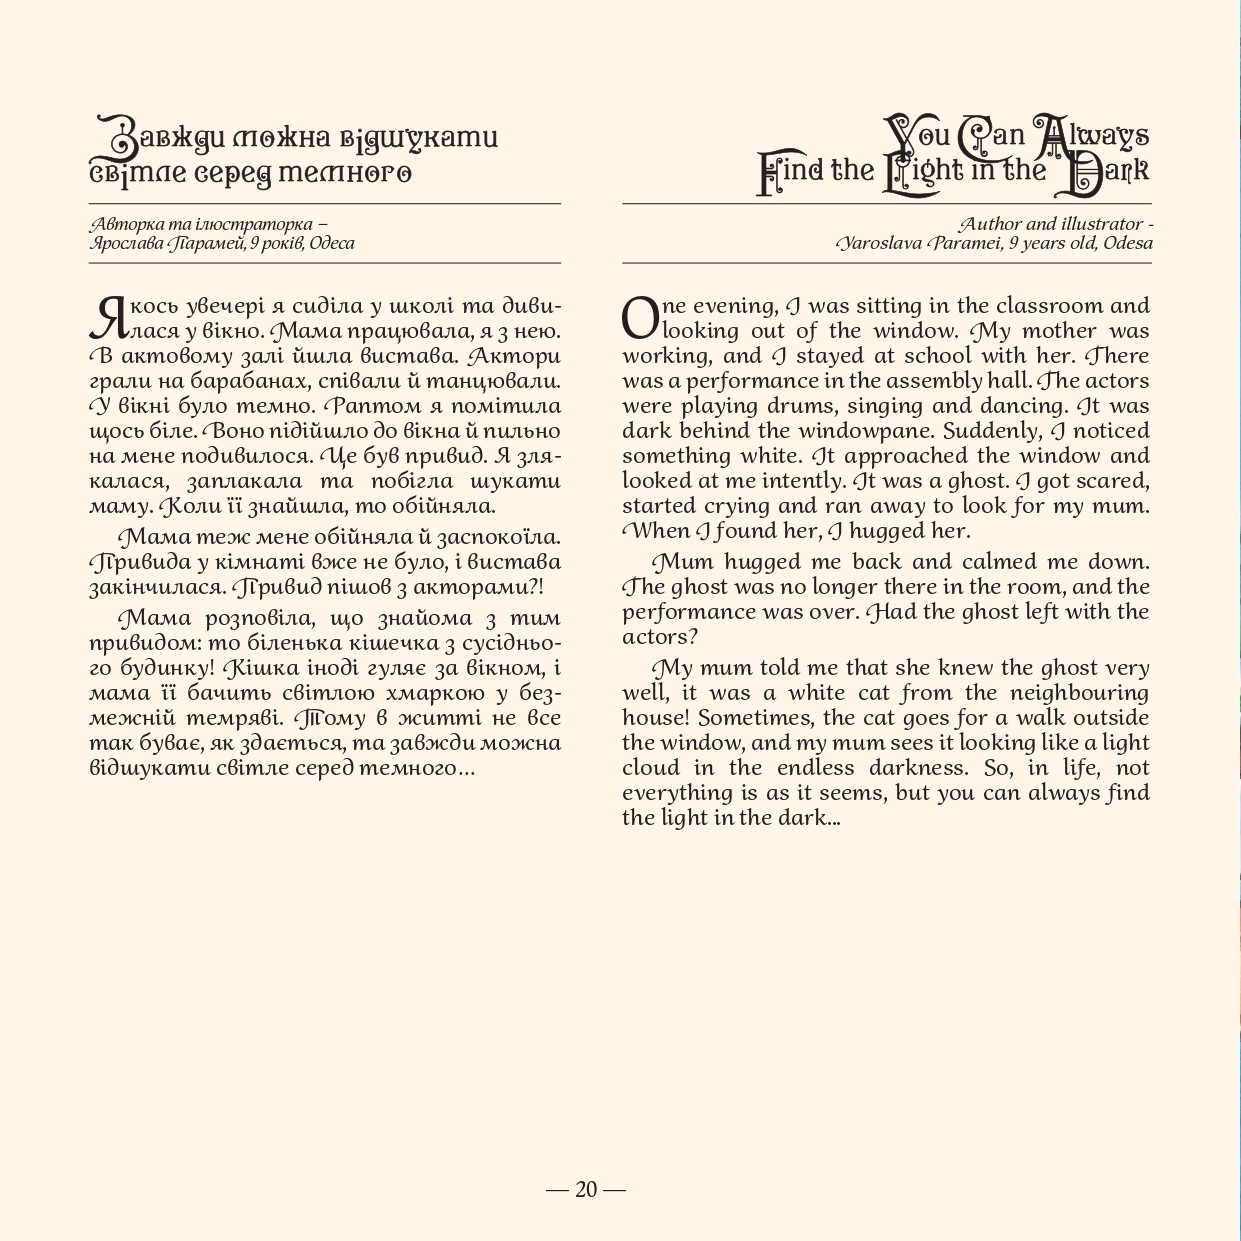 Завжди можна відшукати
світле серед темного
Авторка та ілюстраторка –
Ярослава Парамей, 9 років, Одеса
Якось увечері я сиділа у школі та диви-
лася у вікно. Мама працювала, я з нею.
В актовому залі йшла вистава. Актори
грали на барабанах, співали й танцювали.
У вікні було темно. Раптом я помітила
щось біле. Воно підійшло до вікна й пильно
на мене подивилося. Це був привид. Я зля-
калася, заплакала та побігла шукати
маму. Коли її знайшла, то обійняла.
Мама теж мене обійняла й заспокоїла.
Привида у кімнаті вже не було, і вистава
закінчилася. Привид пішов з акторами?!
Мама розповіла, що знайома з тим
привидом: то біленька кішечка з сусідньо-
го будинку! Кішка іноді гуляє за вікном, і
мама її бачить світлою хмаркою у без-
межній темряві. Тому в житті не все
так буває, як здається, та завжди можна
відшукати світле серед темного...
You Can Always
Find the Light in the Dark
Author and illustrator -
Yaroslava Paramei, 9 years old, Odesa
One evening, I was sitting in the classroom and
looking out of the window. My mother was
working, and I stayed at school with her. There
was a performance in the assembly hall. The actors
were playing drums, singing and dancing. It was
dark behind the windowpane. Suddenly, I noticed
something white. It approached the window and
looked at me intently. It was a ghost. I got scared,
started crying and ran away to look for my mum.
When I found her, I hugged her.
Mum hugged me back and calmed me down.
The ghost was no longer there in the room, and the
performance was over. Had the ghost left with the
actors?
My mum told me that she knew the ghost very
well, it was a white cat from the neighbouring
house! Sometimes, the cat goes for a walk outside
the window, and my mum sees it looking like a light
cloud in the endless darkness. So, in life, not
everything is as it seems, but you can always find
the light in the dark...
— 20 —